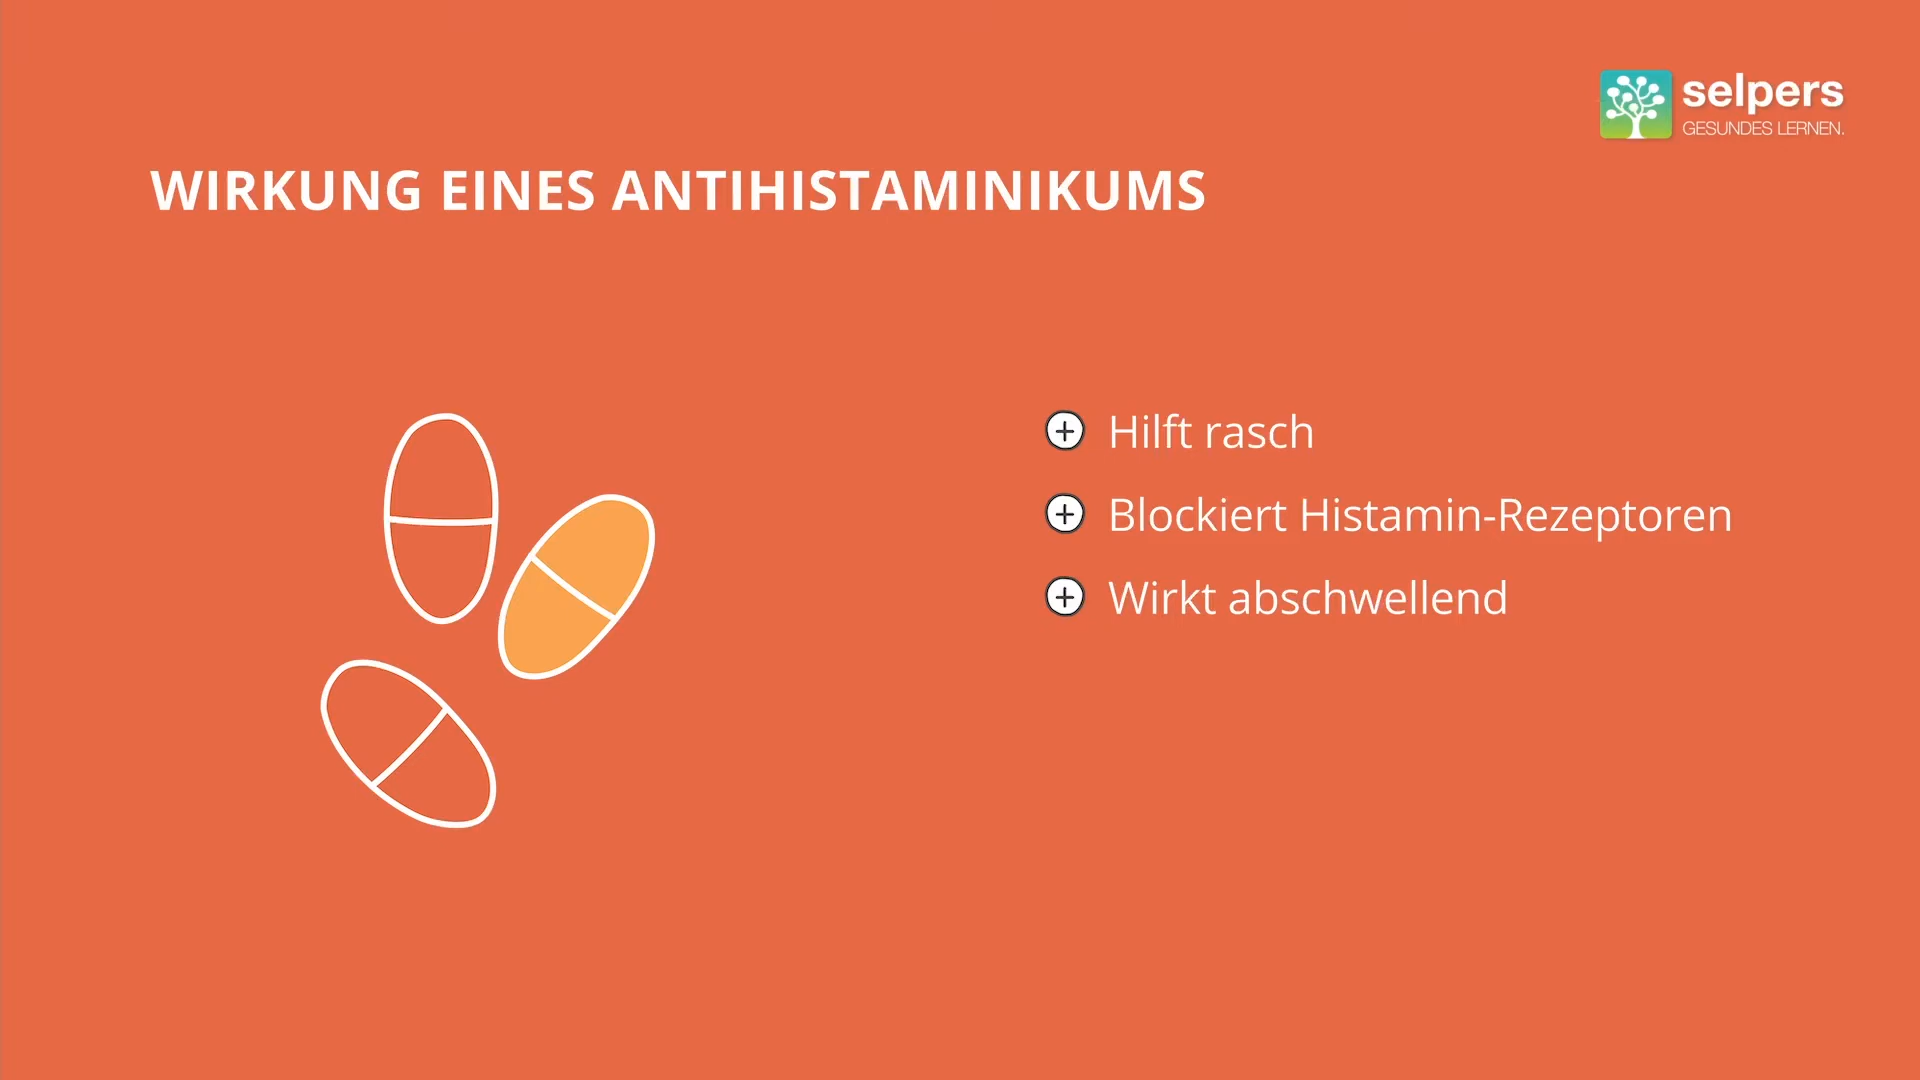 selpers
GESUNDES LERNEN.
WIRKUNG EINES ANTIHISTAMINIKUMS
Hilft rasch
Blockiert Histamin-Rezeptoren
Wirkt abschwellend